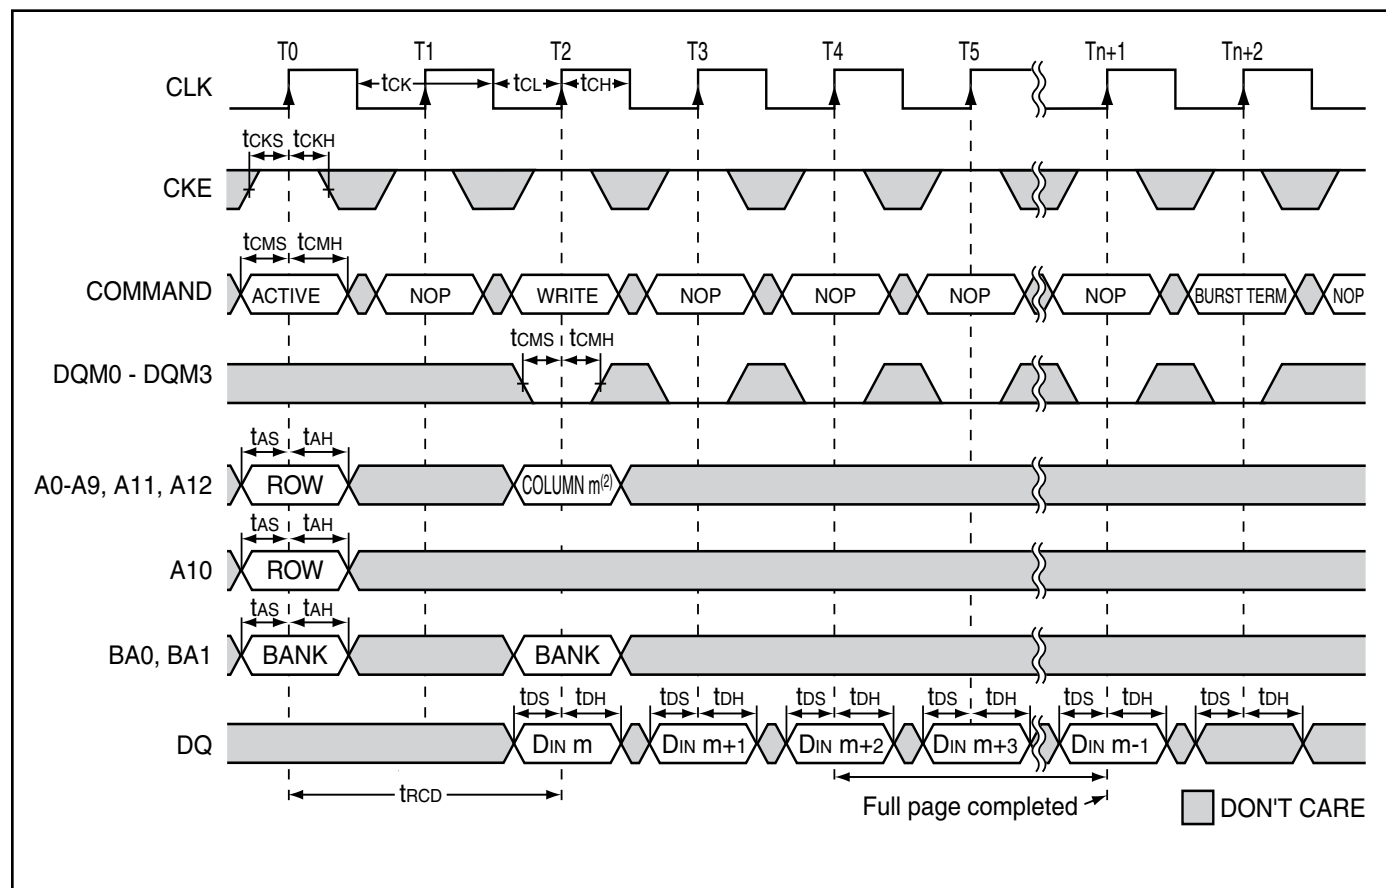 T0 T1 T2 T3 T4 T5 Tn+1 Tn+2
CLK tCK tCL tCH
tCKS tCKH
CKE
tCMS tCMH
COMMAND ACTIVE NOP WRITE NOP NOP NOP NOP BURST TERM NOP
tCMS tCMH
DQM0 - DQM3
tAS tAH
A0-A9, A11, A12 ROW COLUMN m(2)
tAS tAH
A10 ROW
tAS tAH
BA0, BA1 BANK BANK
tDS tDH tDS tDH tDS tDH tDS tDH tDS tDH tDS tDH
DQ DIN m DIN m+1 DIN m+2 DIN m+3 DIN m-1
tRCD
Full page completed
DON'T CARE